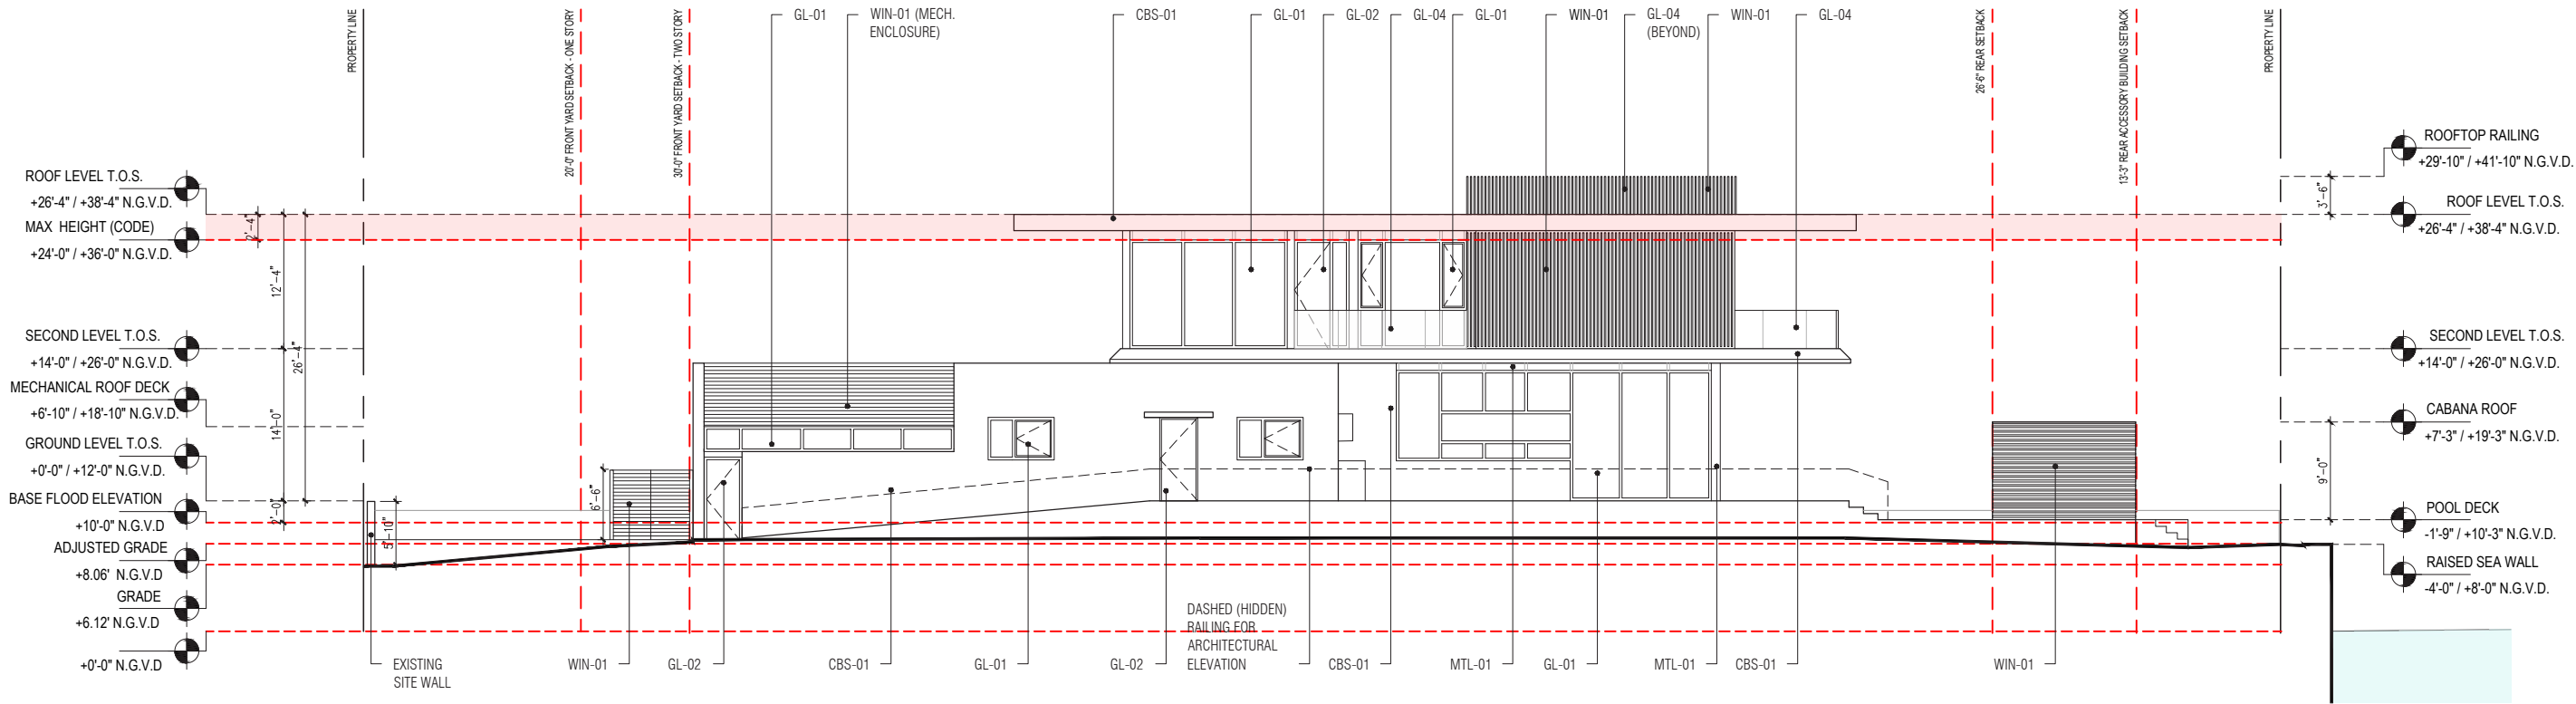 GL-01
WIN-01 (MECH.
ENCLOSURE)
CBS-01
GL-01
GL-02
GL-04
GL-01
WIN-01
GL-04
(BEYOND)
WIN-01
GL-04
PROPERTY LINE
20'-0" FRONT YARD SETBACK - ONE STORY
30'-0" FRONT YARD SETBACK - TWO STORY
26'-6" REAR SETBACK
13'-3" REAR ACCESSORY BUILDING SETBACK
PROPERTY LINE
ROOF LEVEL T.O.S.
+26'-4" / +38'-4" N.G.V.D.
MAX HEIGHT (CODE)
+24'-0" / +36'-0" N.G.V.D.
SECOND LEVEL T.O.S.
+14'-0" / +26'-0" N.G.V.D.
MECHANICAL ROOF DECK
+6'-10" / +18'-10" N.G.V.D.
GROUND LEVEL T.O.S.
+0'-0" / +12'-0" N.G.V.D.
BASE FLOOD ELEVATION
+10'-0" N.G.V.D
ADJUSTED GRADE
+8.06' N.G.V.D
GRADE
+6.12' N.G.V.D
+0'-0" N.G.V.D
2'-4"
12'-4"
26'-4"
14'-0"
2'-0"
5'-10"
6'-6"
ROOFTOP RAILING
+29'-10" / +41'-10" N.G.V.D.
3'-6"
ROOF LEVEL T.O.S.
+26'-4" / +38'-4" N.G.V.D.
SECOND LEVEL T.O.S.
+14'-0" / +26'-0" N.G.V.D.
CABANA ROOF
+7'-3" / +19'-3" N.G.V.D.
9'-0"
POOL DECK
-1'-9" / +10'-3" N.G.V.D.
RAISED SEA WALL
-4'-0" / +8'-0" N.G.V.D.
EXISTING
SITE WALL
WIN-01
GL-02
CBS-01
GL-01
GL-02
DASHED (HIDDEN)
RAILING FOR
ARCHITECTURAL
ELEVATION
CBS-01
MTL-01
GL-01
MTL-01
CBS-01
WIN-01